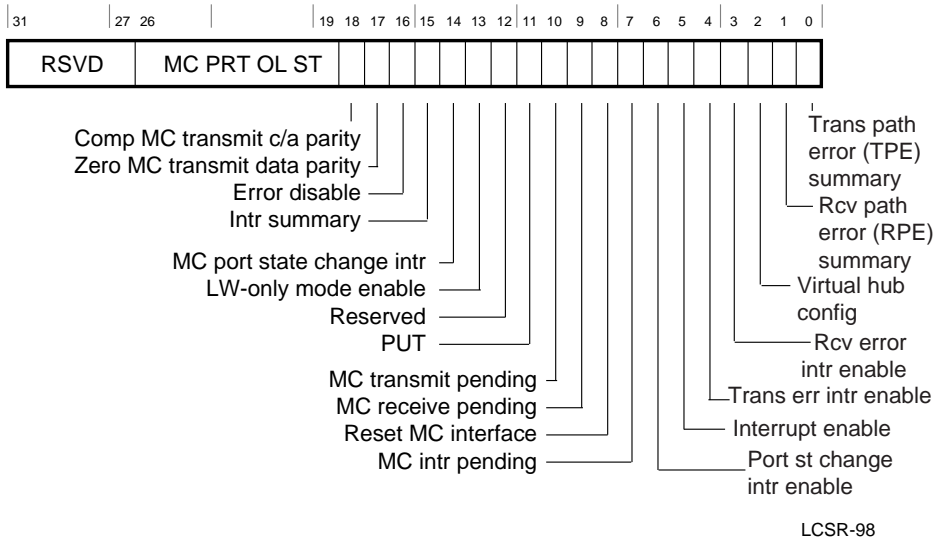 31 27 26 19 18 17 16 15 14 13 12 11 10 9 8 7 6 5 4 3 2 1 0
RSVD MC PRT OL ST
Comp MC transmit c/a parity
Zero MC transmit data parity
Error disable
Intr summary
MC port state change intr
LW-only mode enable
Reserved
PUT
MC transmit pending
MC receive pending
Reset MC interface
MC intr pending
Trans path
error (TPE)
summary
Rcv path
error (RPE)
summary
Virtual hub
config
Rcv error
intr enable
Trans err intr enable
Interrupt enable
Port st change
intr enable
LCSR-98